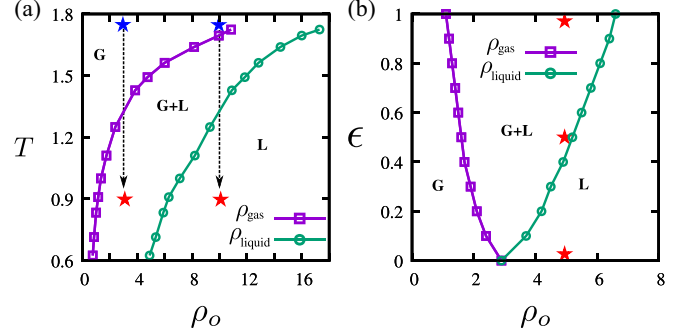 (a)
1.8
1.5
1.2
0.9
0.6
T
G
G+L
L
ρgas
ρliquid
0 4 8 12 16
ρo
(b)
1
0.8
0.6
0.4
0.2
0
ϵ
ρgas
ρliquid
G+L
G
L
0 2 4 6 8
ρo